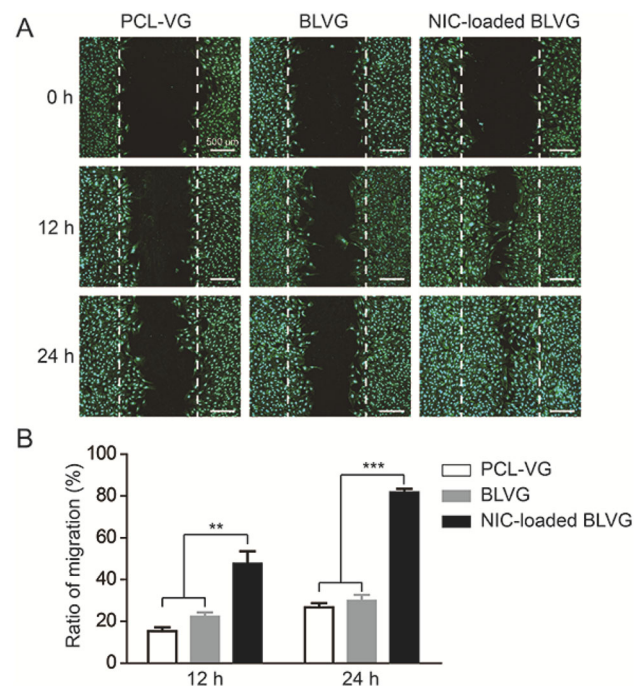 A
PCL-VG BLVG NIC-loaded BLVG
0 h
500 μm
12 h
24 h
B
Ratio of migration (%)
100
80
60
40
20
0
** ***
12 h 24 h
PCL-VG
BLVG
NIC-loaded BLVG